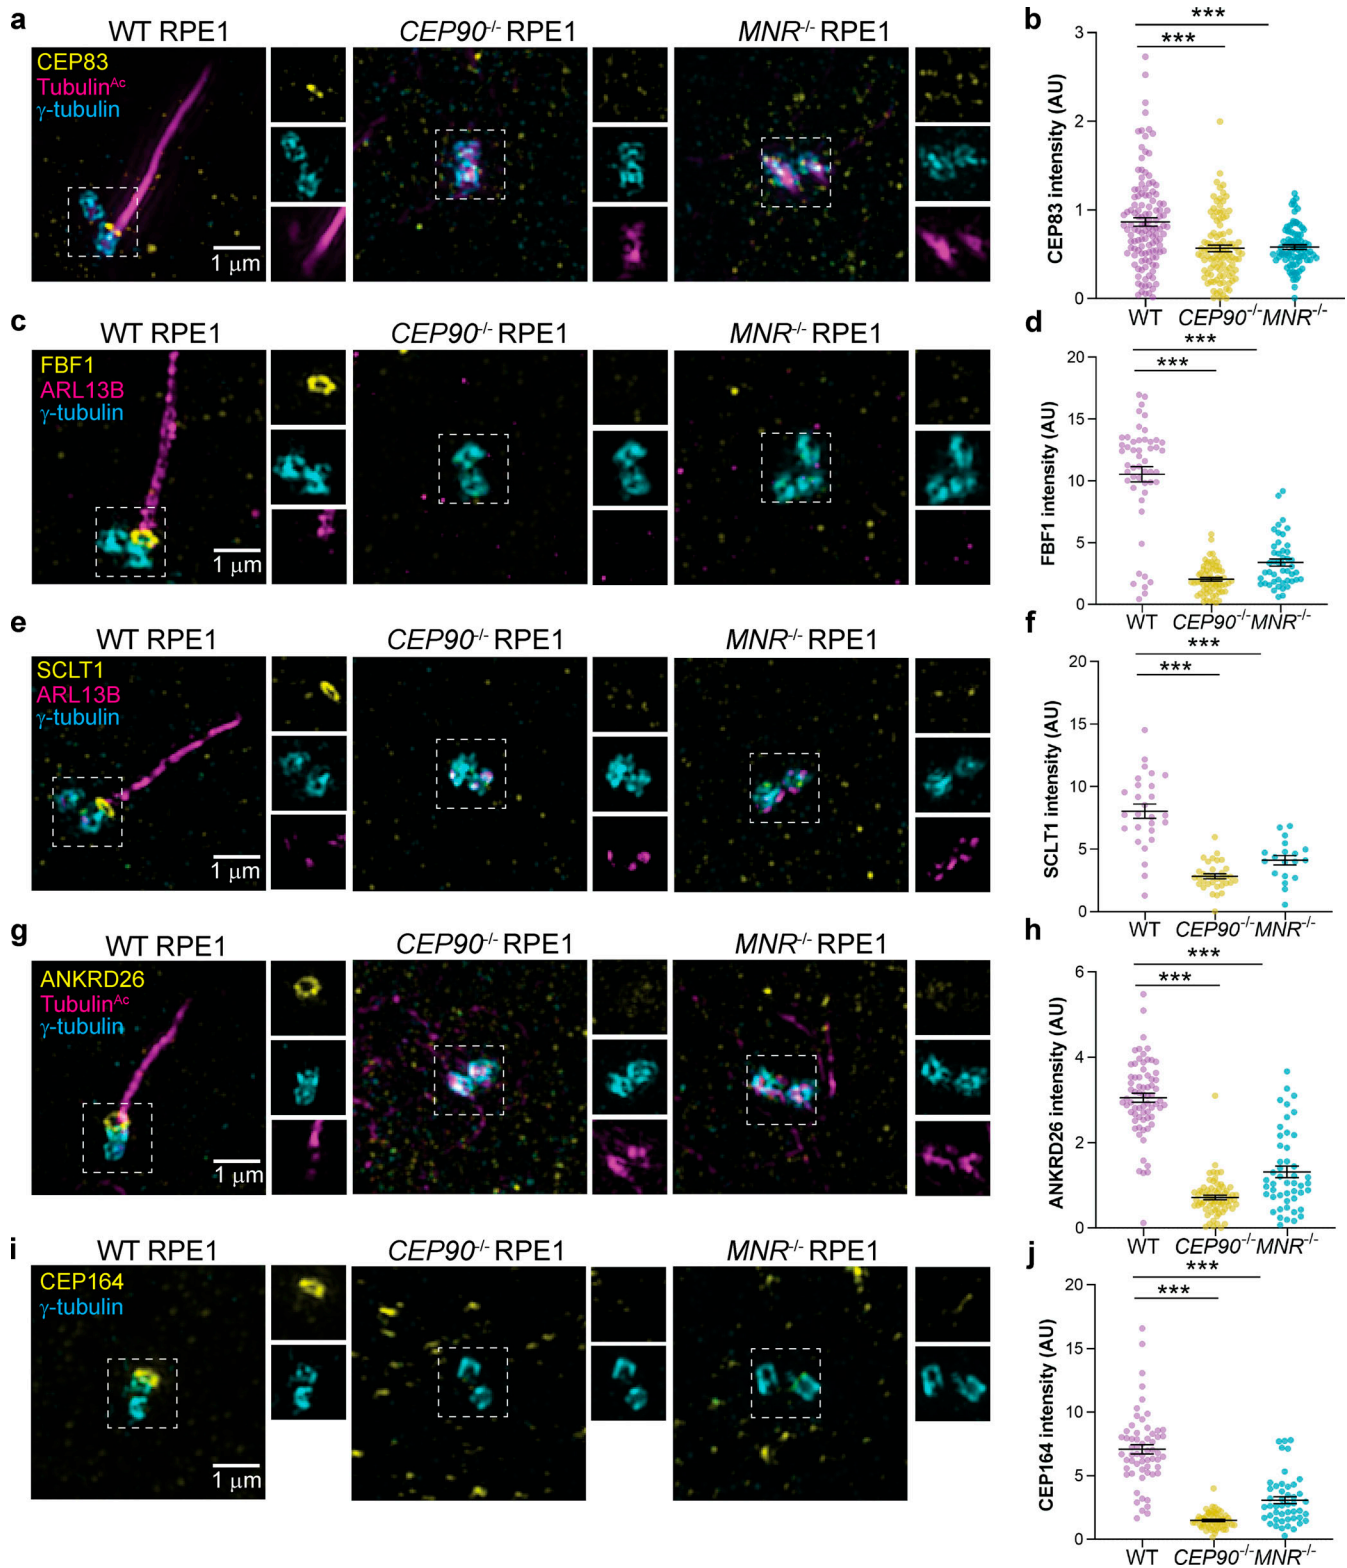 a
WT RPE1
CEP90-/- RPE1
MNR-/- RPE1
CEP83
TubulinAc
γ-tubulin
1 μm
b
***
***
CEP83 intensity (AU)
3
2
1
0
WT
CEP90-/-
MNR-/-
c
WT RPE1
CEP90-/- RPE1
MNR-/- RPE1
FBF1
ARL13B
γ-tubulin
1 μm
d
***
***
FBF1 intensity (AU)
20
15
10
5
0
WT
CEP90-/-
MNR-/-
e
WT RPE1
CEP90-/- RPE1
MNR-/- RPE1
SCLT1
ARL13B
γ-tubulin
1 μm
f
***
***
SCLT1 intensity (AU)
20
15
10
5
0
WT
CEP90-/-
MNR-/-
g
WT RPE1
CEP90-/- RPE1
MNR-/- RPE1
ANKRD26
TubulinAc
γ-tubulin
1 μm
h
***
***
ANKRD26 intensity (AU)
6
4
2
0
WT
CEP90-/-
MNR-/-
i
WT RPE1
CEP90-/- RPE1
MNR-/- RPE1
CEP164
γ-tubulin
1 μm
j
***
***
CEP164 intensity (AU)
20
15
10
5
0
WT
CEP90-/-
MNR-/-